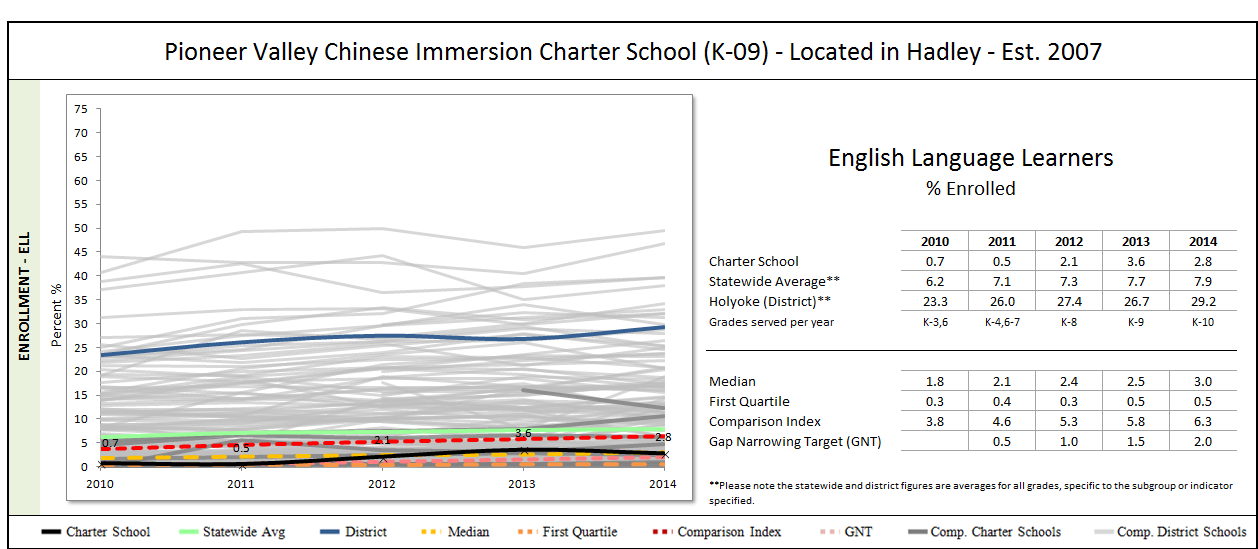 Pioneer Valley Chinese Immersion Charter School (K-09) - Located in Hadley - Est. 2007
ENROLLMENT - ELL
Percent %
75
70
65
60
55
50
45
40
35
30
25
20
15
10
5
0
0.7
0.5
2.1
3.6
2.8
2010 2011 2012 2013 2014
English Language Learners
% Enrolled
2010 2011 2012 2013 2014
Charter School 0.7 0.5 2.1 3.6 2.8
Statewide Average** 6.2 7.1 7.3 7.7 7.9
Holyoke (District)** 23.3 26.0 27.4 26.7 29.2
Grades served per year K-3,6 K-4,6-7 K-8 K-9 K-10
Median 1.8 2.1 2.4 2.5 3.0
First Quartile 0.3 0.4 0.3 0.5 0.5
Comparison Index 3.8 4.6 5.3 5.8 6.3
Gap Narrowing Target (GNT) 0.5 1.0 1.5 2.0
**Please note the statewide and district figures are averages for all grades, specific to the subgroup or indicator
specified.
Charter School Statewide Avg District Median First Quartile Comparison Index GNT Comp. Charter Schools Comp. District Schools